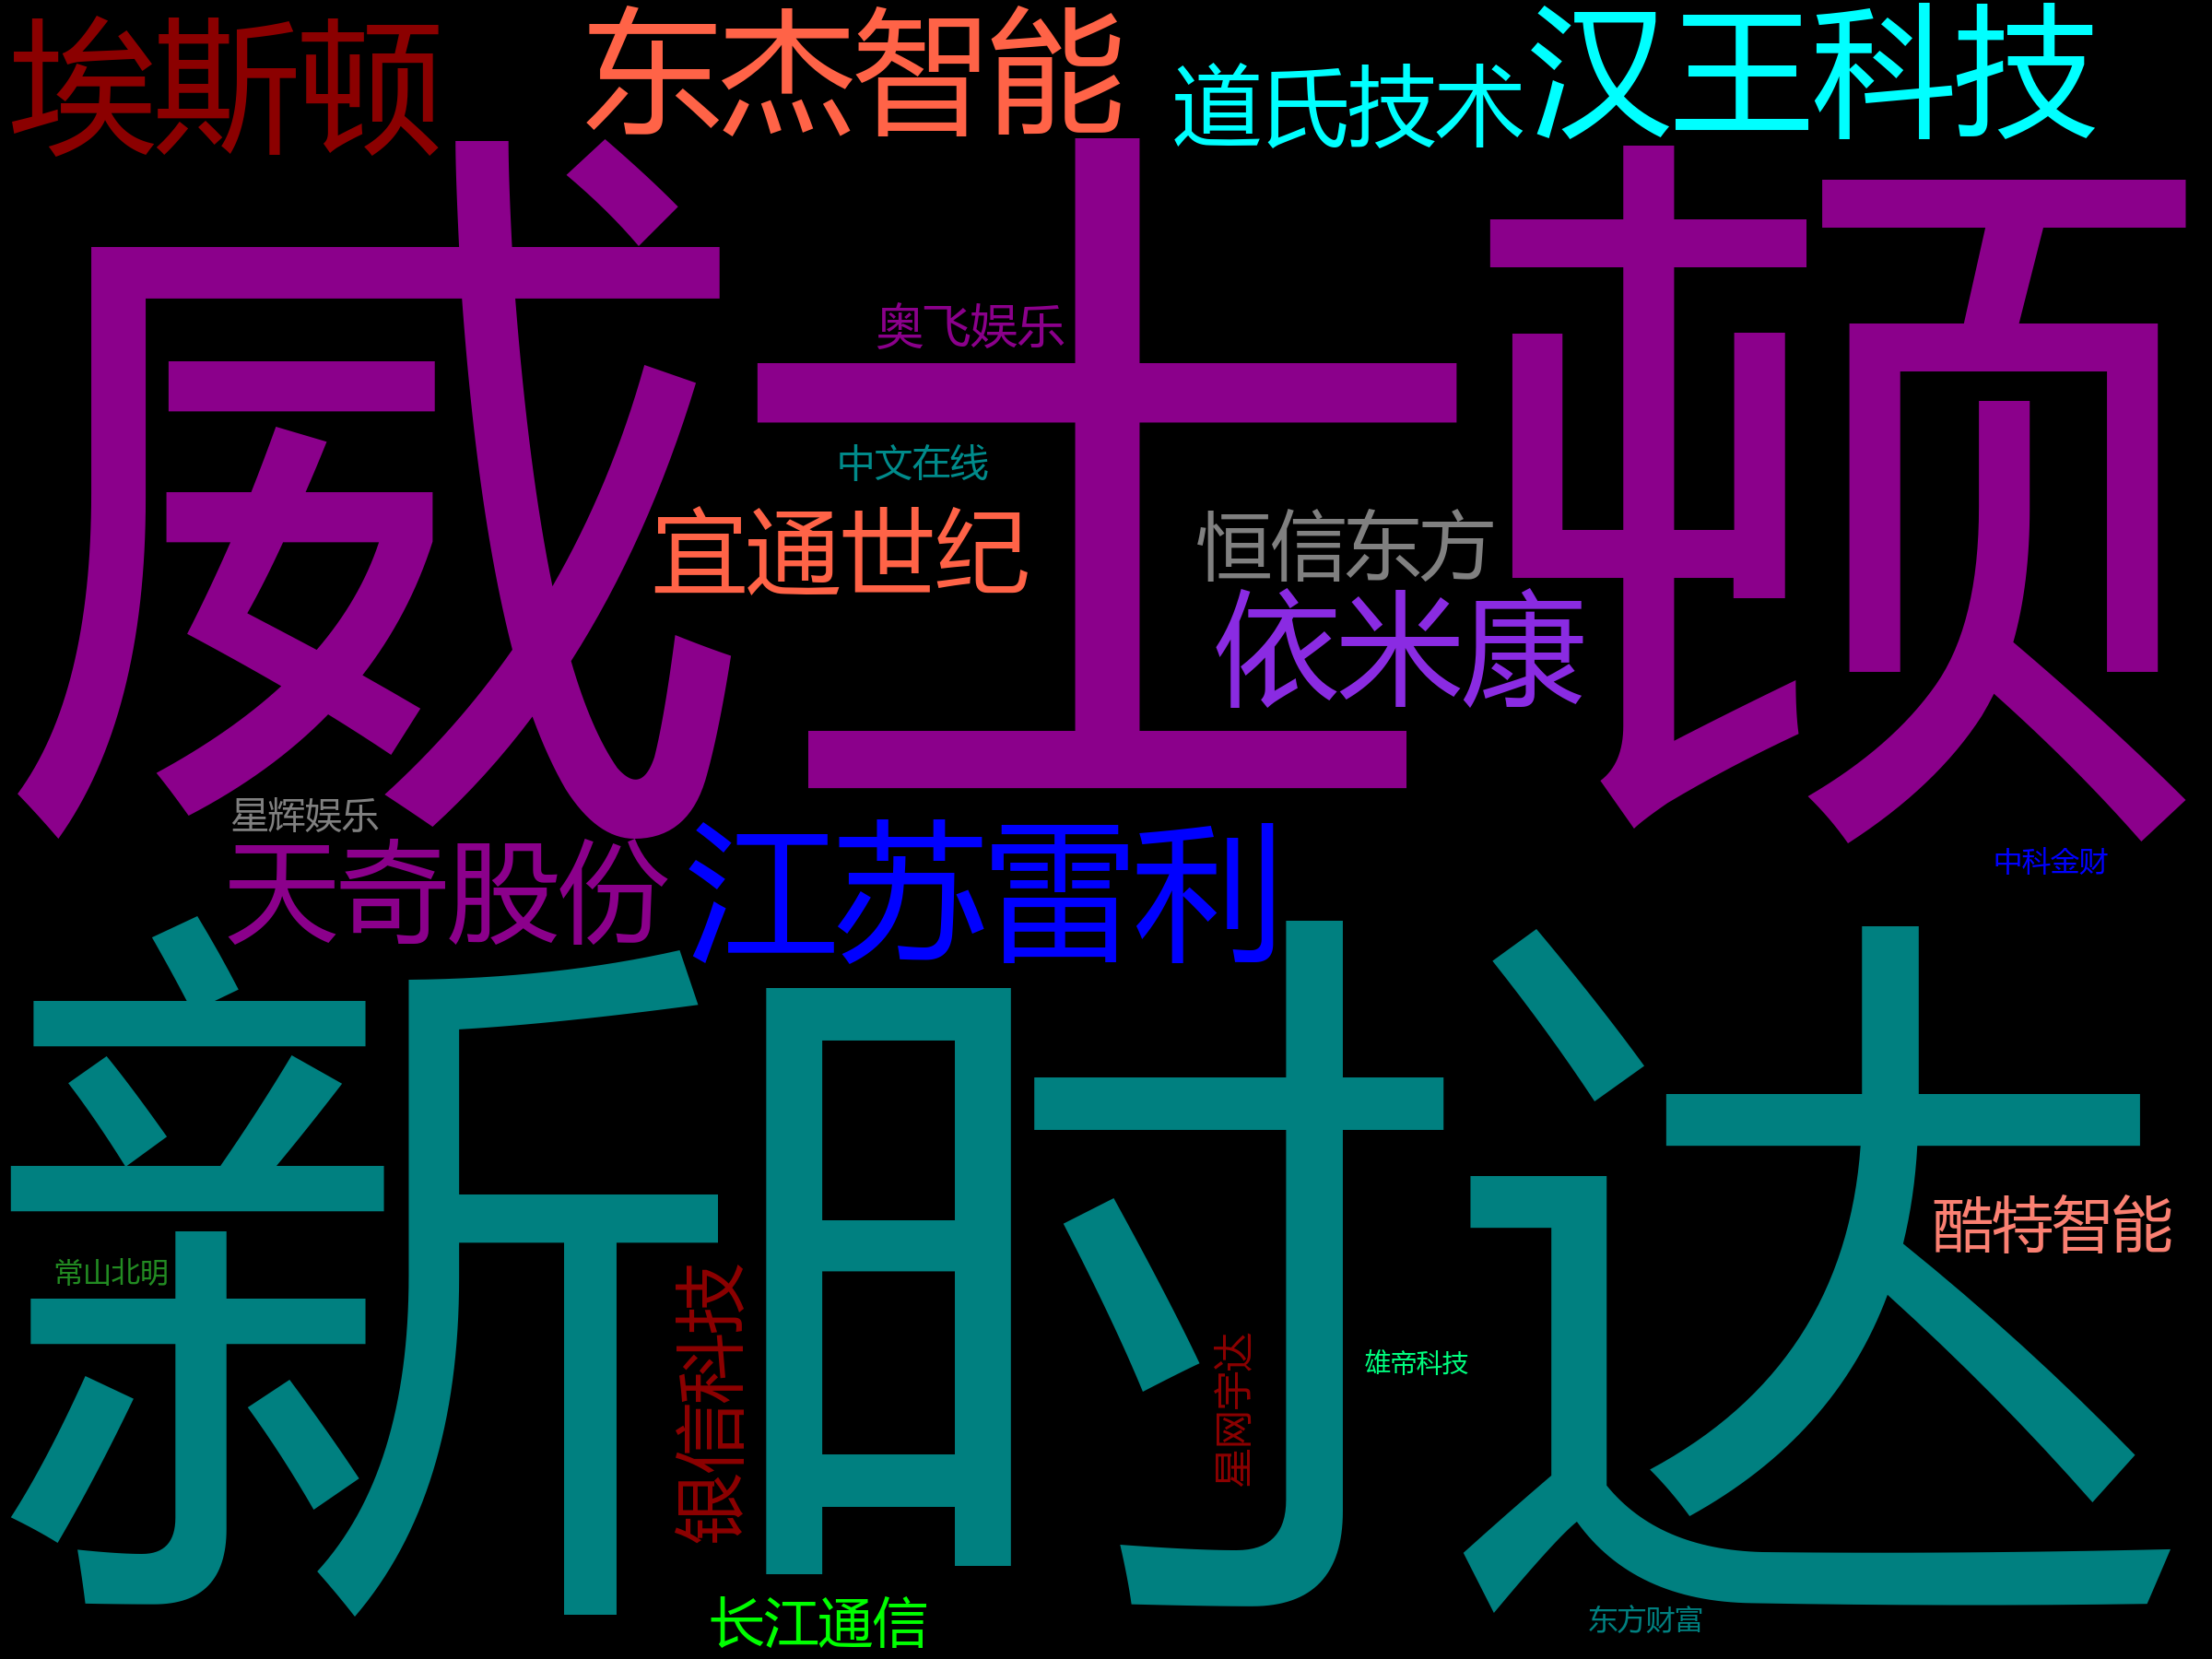 埃斯顿
东杰智能
道氏技术
汉王科技
威士顿
奥飞娱乐
中文在线
宜通世纪
恒信东方
依米康
星辉娱乐
天奇股份
江苏雷利
中科金财
新时达
酷特智能
常山北明
银信科技
星网宇达
雄帝科技
长江通信
东方财富